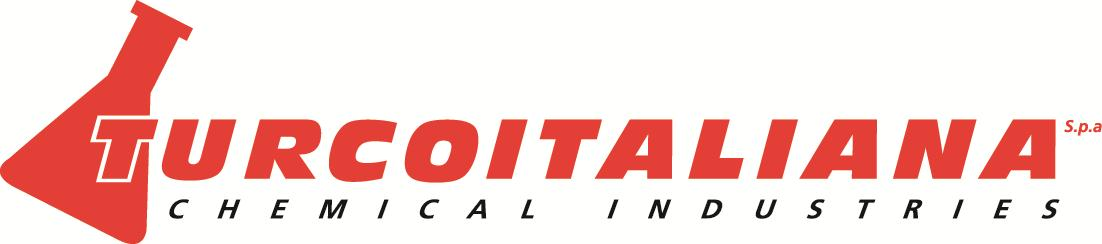 TURCOITALIANA S.p.a
CHEMICAL INDUSTRIES